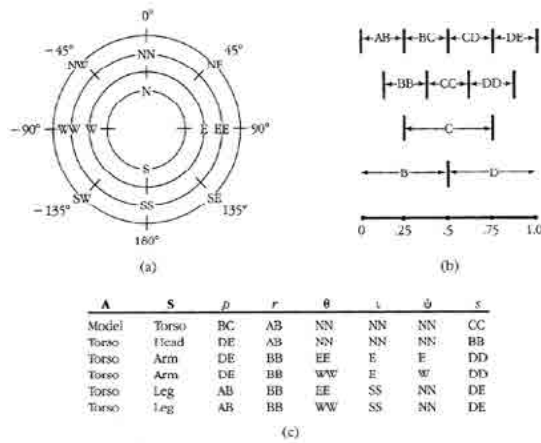 0°
−45° 45°
NN
NW NE
N
−90° WW W E EE 90°
S
SW SE
SS
−135° 135°
180°
(a)
AB BC CD DE
BB CC DD
C
B D
0 .25 .5 .75 1.0
(b)
A S p r θ ι φ s
Model Torso BC AB NN NN NN CC
Torso Head DE AB NN NN NN BB
Torso Arm DE BB EE E E DD
Torso Arm DE BB WW E W DD
Torso Leg AB BB EE SS NN DE
Torso Leg AB BB WW SS NN DE
(c)